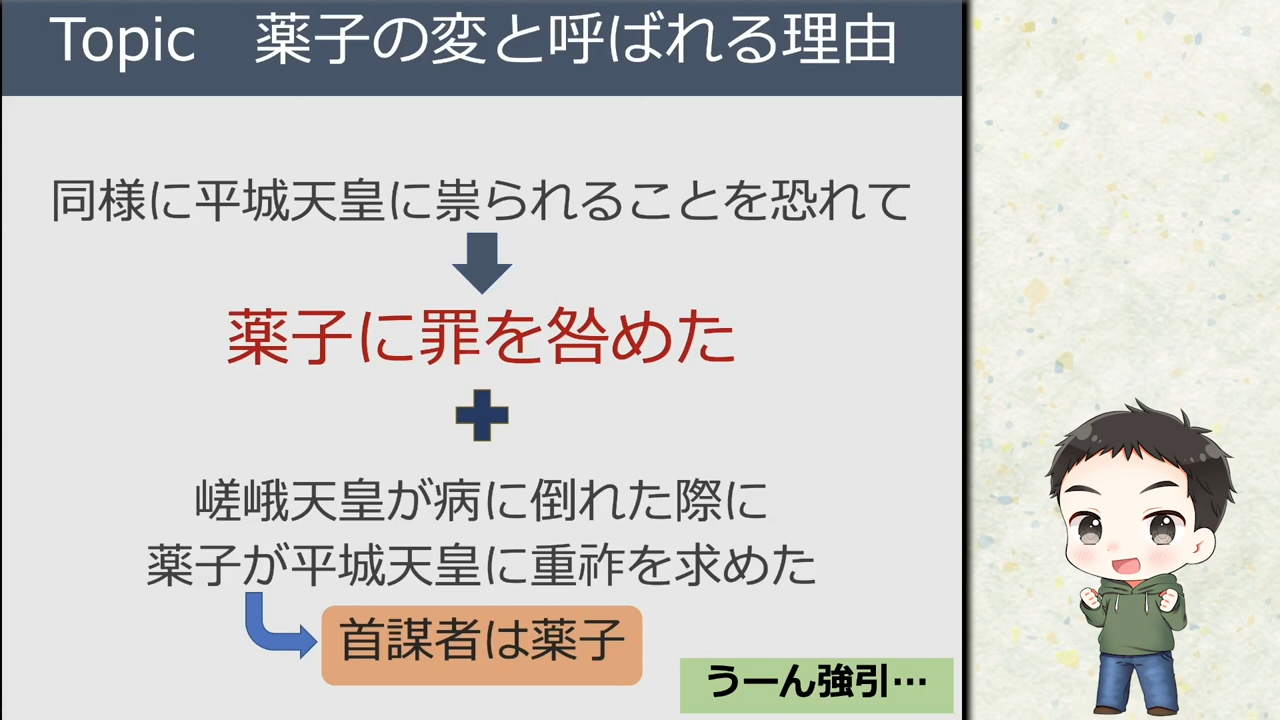 Topic　薬子の変と呼ばれる理由
同様に平城天皇に祟られることを恐れて
薬子に罪を咎めた
嵯峨天皇が病に倒れた際に
薬子が平城天皇に重祚を求めた
首謀者は薬子
うーん強引…